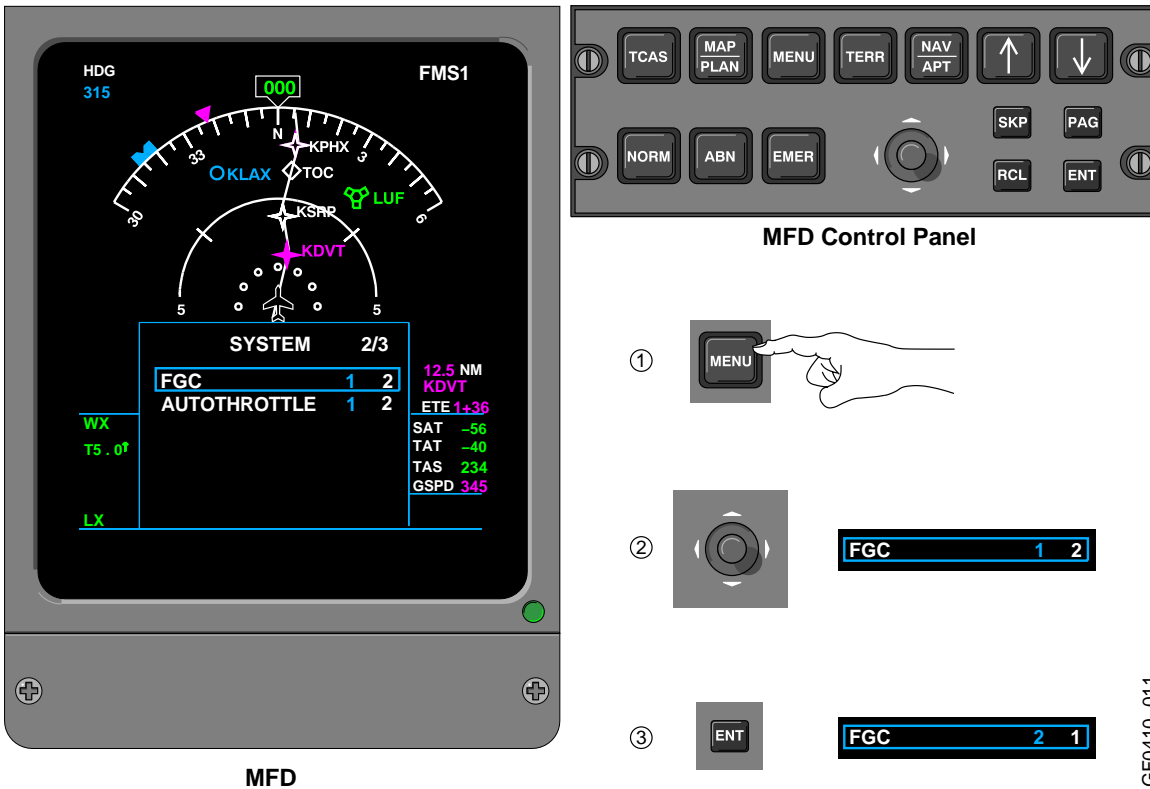 HDG
315
FMS1
000
N
33
3
30
6
KPHX
KLAX
TOC
LUF
KSRP
KDVT
5
5
SYSTEM 2/3
FGC 1 2
AUTOTHROTTLE 1 2
12.5 NM
KDVT
ETE 1+36
WX
T5 . 0
LX
SAT –56
TAT –40
TAS 234
GSPD 345
MFD
TCAS
MAP
PLAN
MENU
TERR
NAV
APT
↑
↓
NORM
ABN
EMER
SKP
PAG
RCL
ENT
MFD Control Panel
① MENU
② FGC 1 2
③ ENT FGC 2 1
GF0410_011